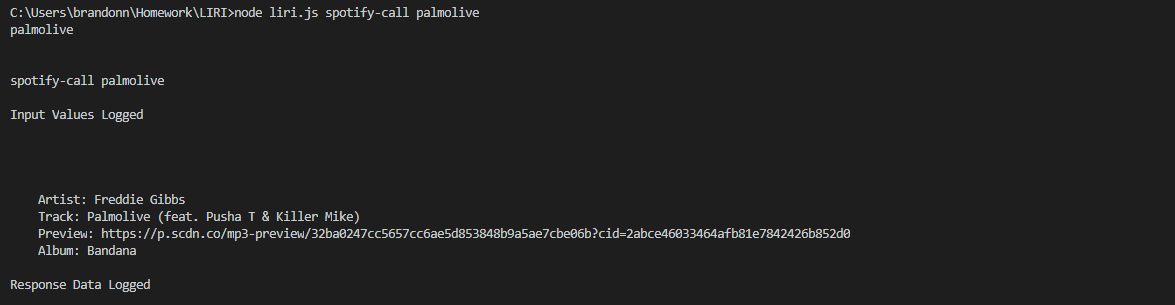 C:\Users\brandonn\Homework\LIRI>node liri.js spotify-call palmolive
palmolive
spotify-call palmolive
Input Values Logged
Artist: Freddie Gibbs
Track: Palmolive (feat. Pusha T & Killer Mike)
Preview: https://p.scdn.co/mp3-preview/32ba0247cc5657cc6ae5d853848b9a5ae7cbe06b?cid=2abce46033464afb81e7842426b852d0
Album: Bandana
Response Data Logged